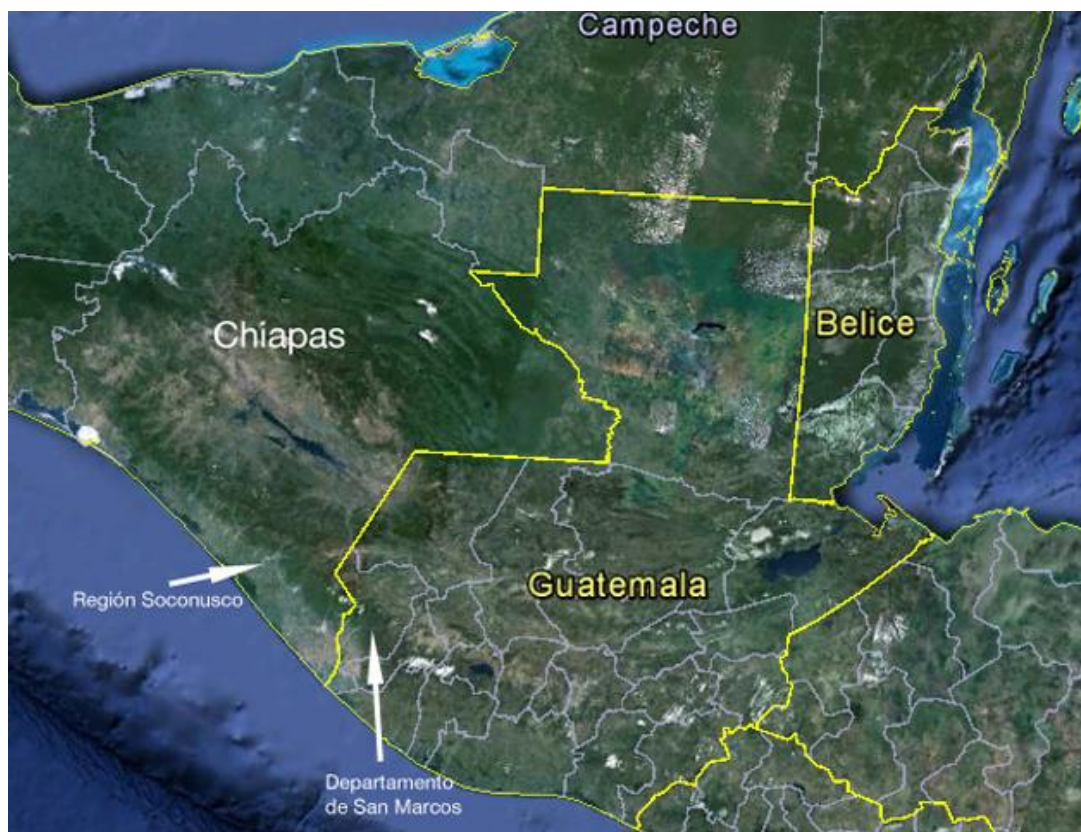 Campeche
Chiapas
Belice
Guatemala
Región Soconusco
Departamento
de San Marcos